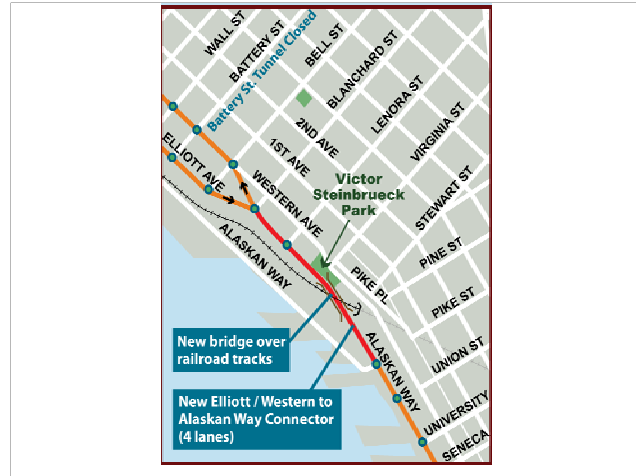 WALL ST
BATTERY ST
Battery St. Tunnel Closed
BELL ST
BLANCHARD ST
LENORA ST
VIRGINIA ST
2ND AVE
1ST AVE
ELLIOTT AVE
WESTERN AVE
Victor
Steinbrueck
Park
STEWART ST
ALASKAN WAY
PIKE PL
PINE ST
PIKE ST
New bridge over
railroad tracks
ALASKAN WAY
UNION ST
New Elliott / Western to
Alaskan Way Connector
(4 lanes)
UNIVERSITY
SENECA